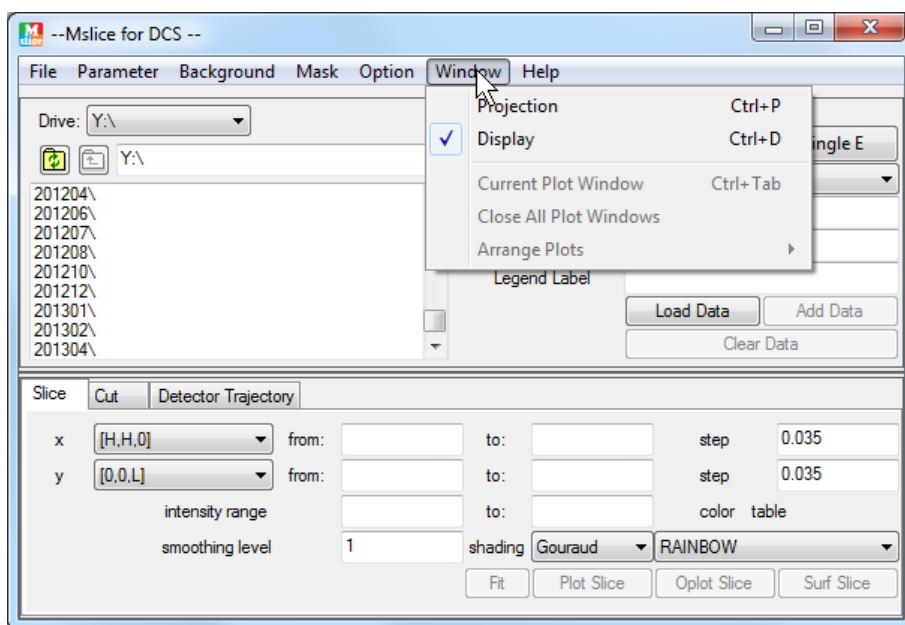 M
slice
--Mslice for DCS --
File Parameter Background Mask Option Window Help
Drive: Y:\
Y:\
201204\
201206\
201207\
201208\
201210\
201212\
201301\
201302\
201304\
Projection Ctrl+P
Display Ctrl+D
Current Plot Window Ctrl+Tab
Close All Plot Windows
Arrange Plots
ingle E
Legend Label
Load Data Add Data
Clear Data
Slice Cut Detector Trajectory
x [H,H,0] from: to: step 0.035
y [0,0,L] from: to: step 0.035
intensity range to: color table
smoothing level 1 shading Gouraud RAINBOW
Fit Plot Slice Oplot Slice Surf Slice